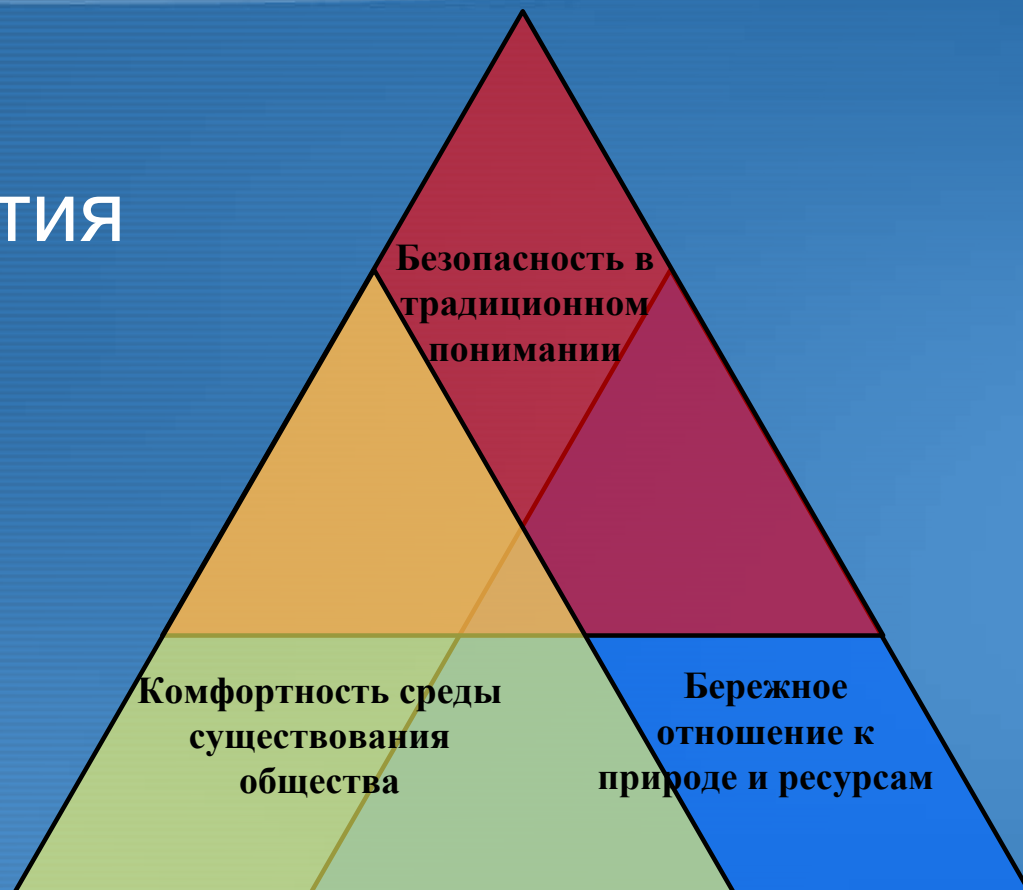 тия
Безопасность в
традиционном
понимании
Комфортность среды
существования
общества
Бережное
отношение к
природе и ресурсам